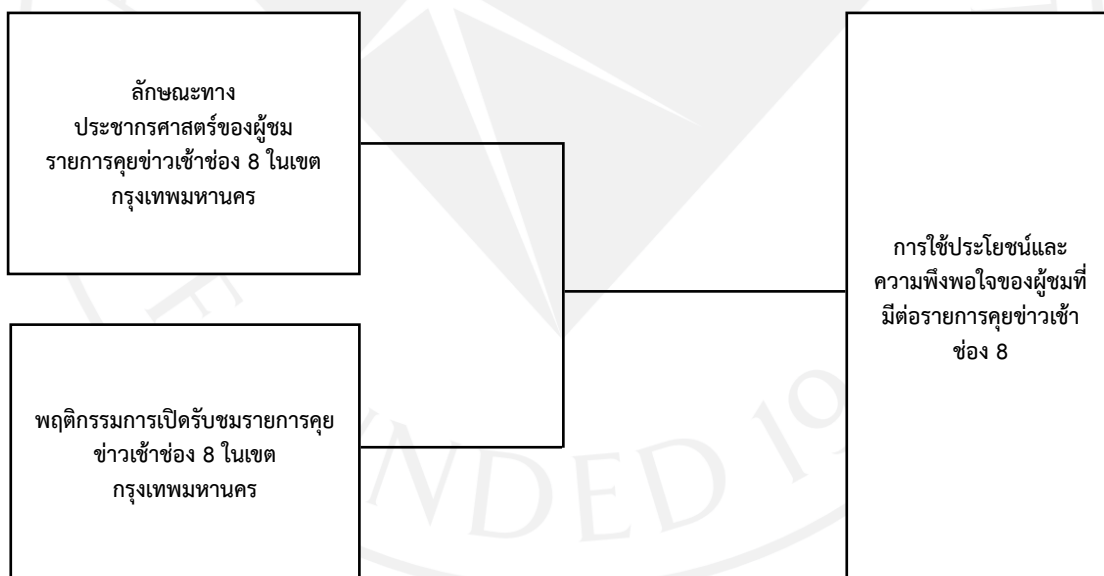 ลักษณะทาง
ประชากรศาสตร์ของผู้ชม
รายการคุยข่าวเช้าช่อง 8 ในเขต
กรุงเทพมหานคร
พฤติกรรมการเปิดรับชมรายการคุย
ข่าวเช้าช่อง 8 ในเขต
กรุงเทพมหานคร
การใช้ประโยชน์และ
ความพึงพอใจของผู้ชมที่
มีต่อรายการคุยข่าวเช้า
ช่อง 8